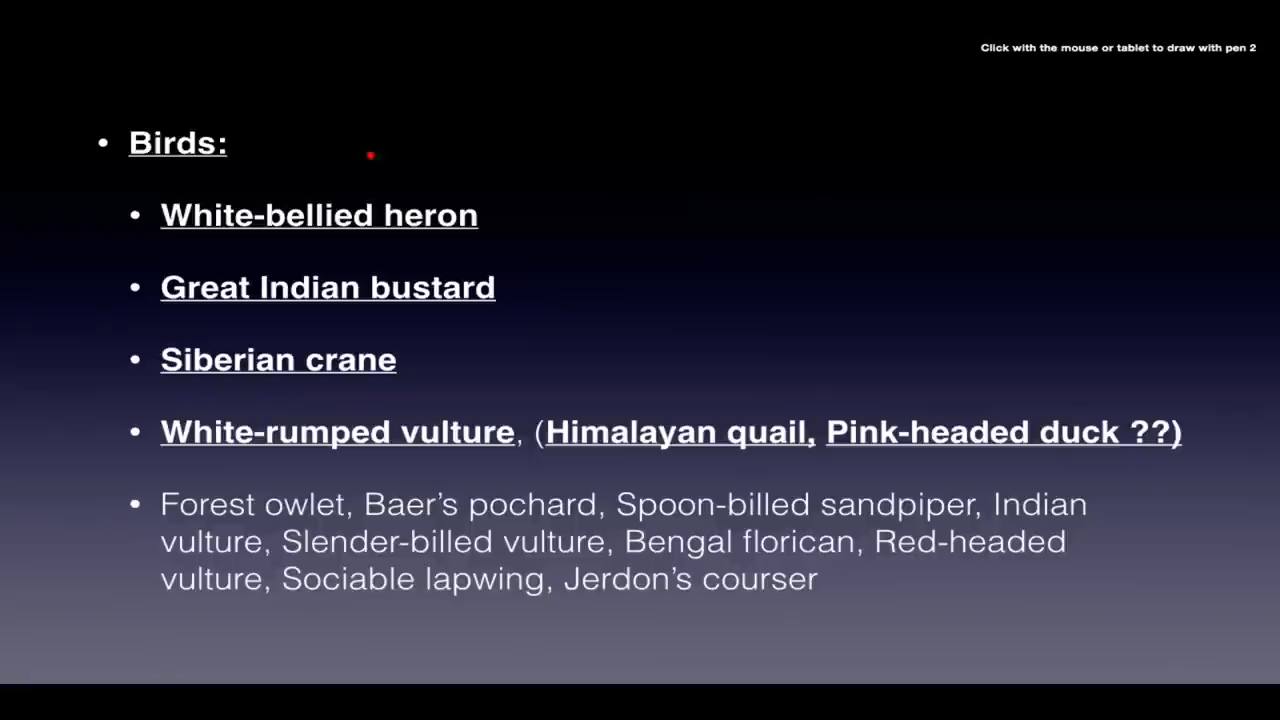 Click with the mouse or tablet to draw with pen 2
• Birds:
• White-bellied heron
• Great Indian bustard
• Siberian crane
• White-rumped vulture, (Himalayan quail, Pink-headed duck ??)
• Forest owlet, Baer’s pochard, Spoon-billed sandpiper, Indian
vulture, Slender-billed vulture, Bengal florican, Red-headed
vulture, Sociable lapwing, Jerdon’s courser